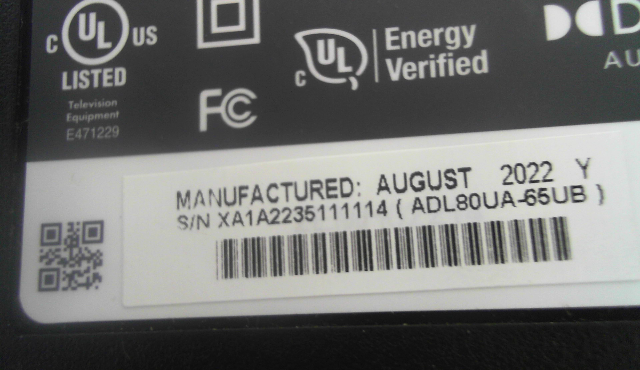 C UL US
LISTED
Television
Equipment
E471229
FC
C UL
Energy
Verified
D
AU
MANUFACTURED: AUGUST 2022 Y
S/N XA1A2235111114 ( ADL80UA-65UB )